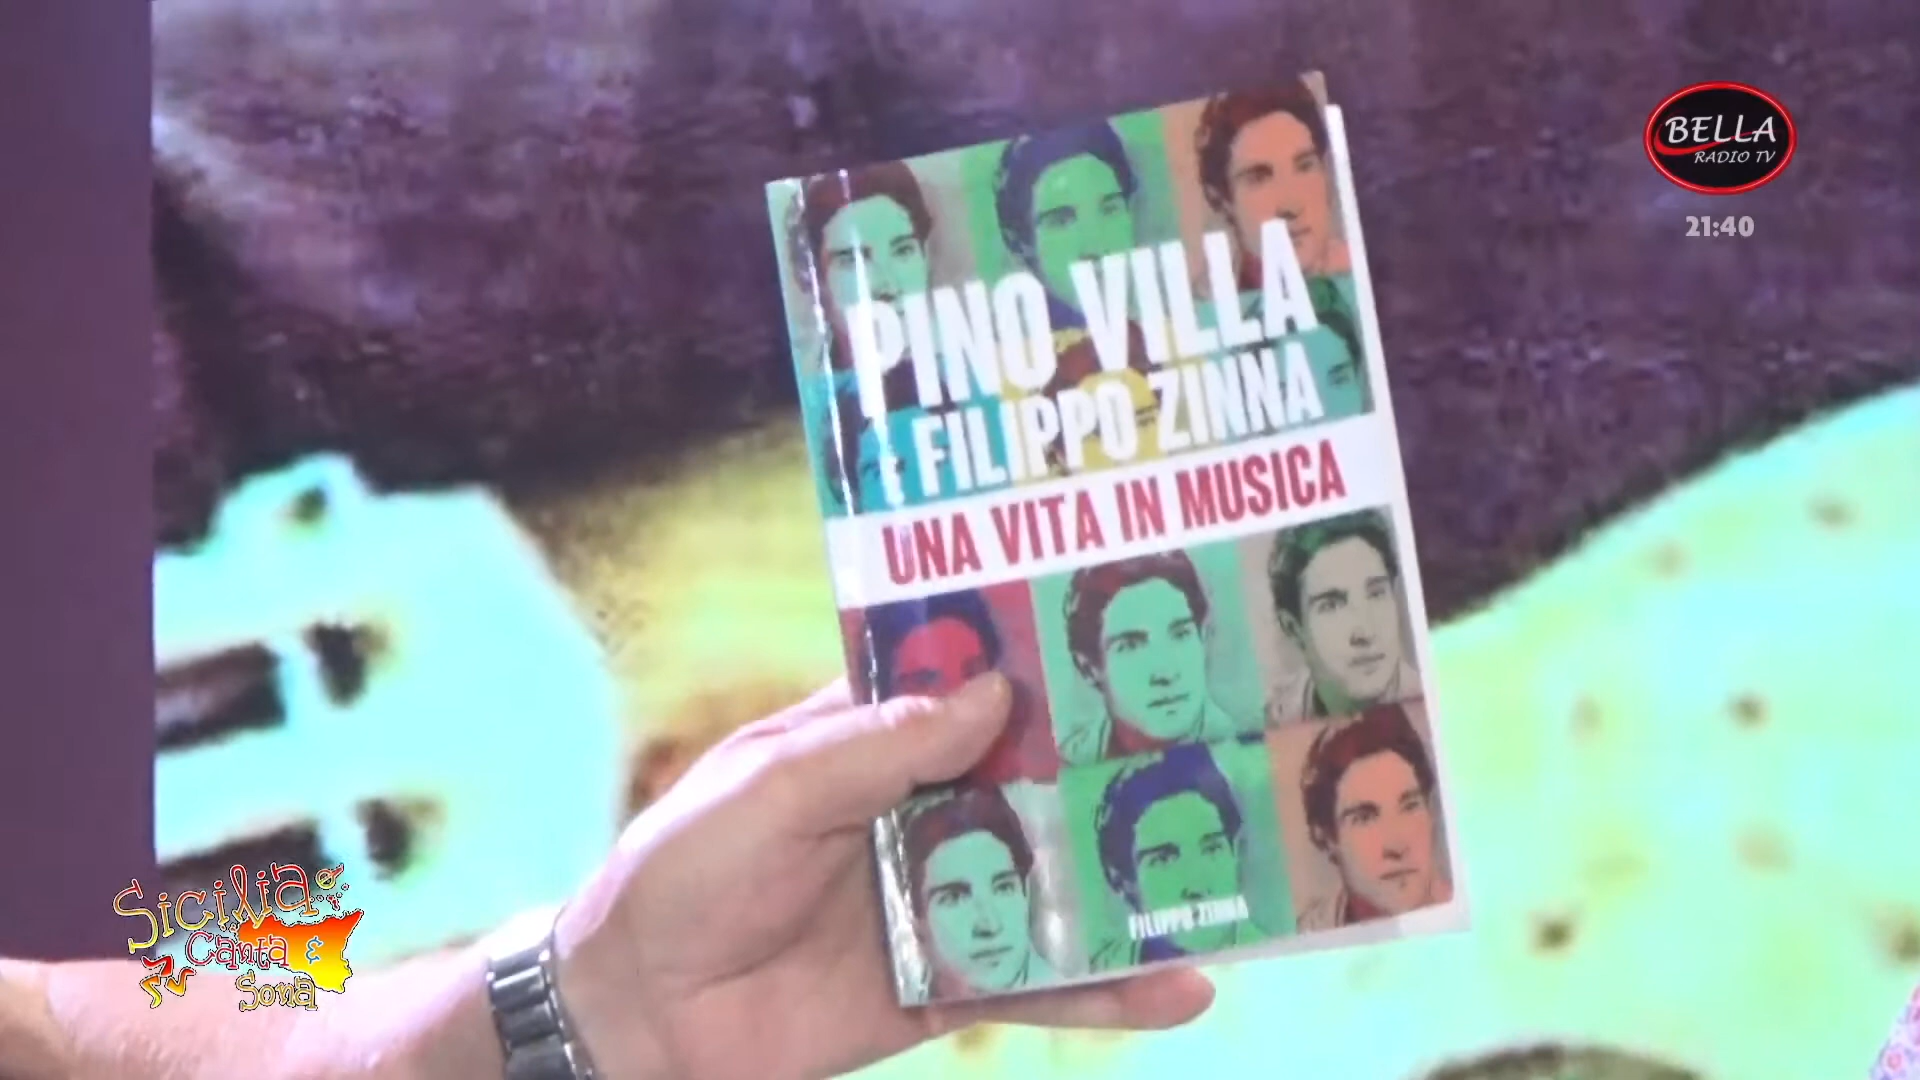 BELLA
RADIO TV
21:40
PINO VILLA
E FILIPPO ZINNA
UNA VITA IN MUSICA
FILIPPO ZINNA
Sicilia
Canta &
Sona